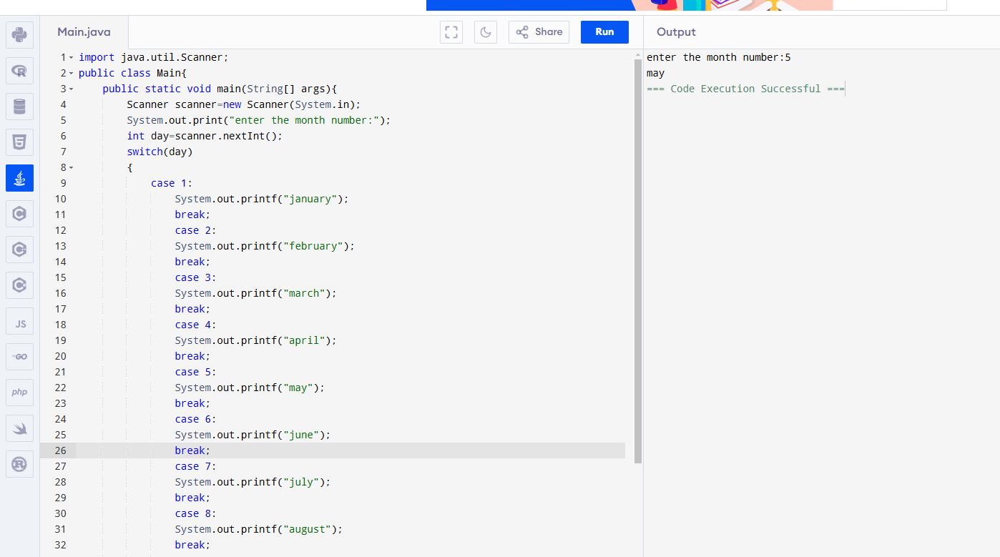 Main.java
Share
Run
Output
1 import java.util.Scanner;
2 public class Main{
3 public static void main(String[] args){
4 Scanner scanner=new Scanner(System.in);
5 System.out.print("enter the month number:");
6 int day=scanner.nextInt();
7 switch(day)
8 {
9 case 1:
10 System.out.printf("january");
11 break;
12 case 2:
13 System.out.printf("february");
14 break;
15 case 3:
16 System.out.printf("march");
17 break;
18 case 4:
19 System.out.printf("april");
20 break;
21 case 5:
22 System.out.printf("may");
23 break;
24 case 6:
25 System.out.printf("june");
26 break;
27 case 7:
28 System.out.printf("july");
29 break;
30 case 8:
31 System.out.printf("august");
32 break;
enter the month number:5
may
=== Code Execution Successful ===
R
5
C
C
C
JS
GO
php
R